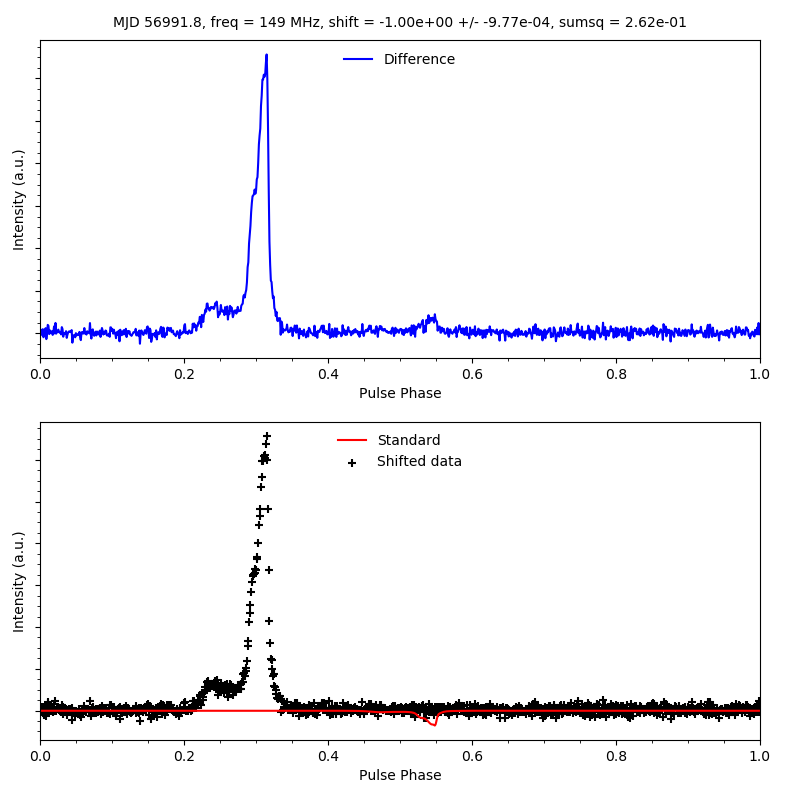 MJD 56991.8, freq = 149 MHz, shift = -1.00e+00 +/- -9.77e-04, sumsq = 2.62e-01
Difference
Intensity (a.u.)
0.0 0.2 0.4 0.6 0.8 1.0
Pulse Phase
Standard
Shifted data
Intensity (a.u.)
0.0 0.2 0.4 0.6 0.8 1.0
Pulse Phase